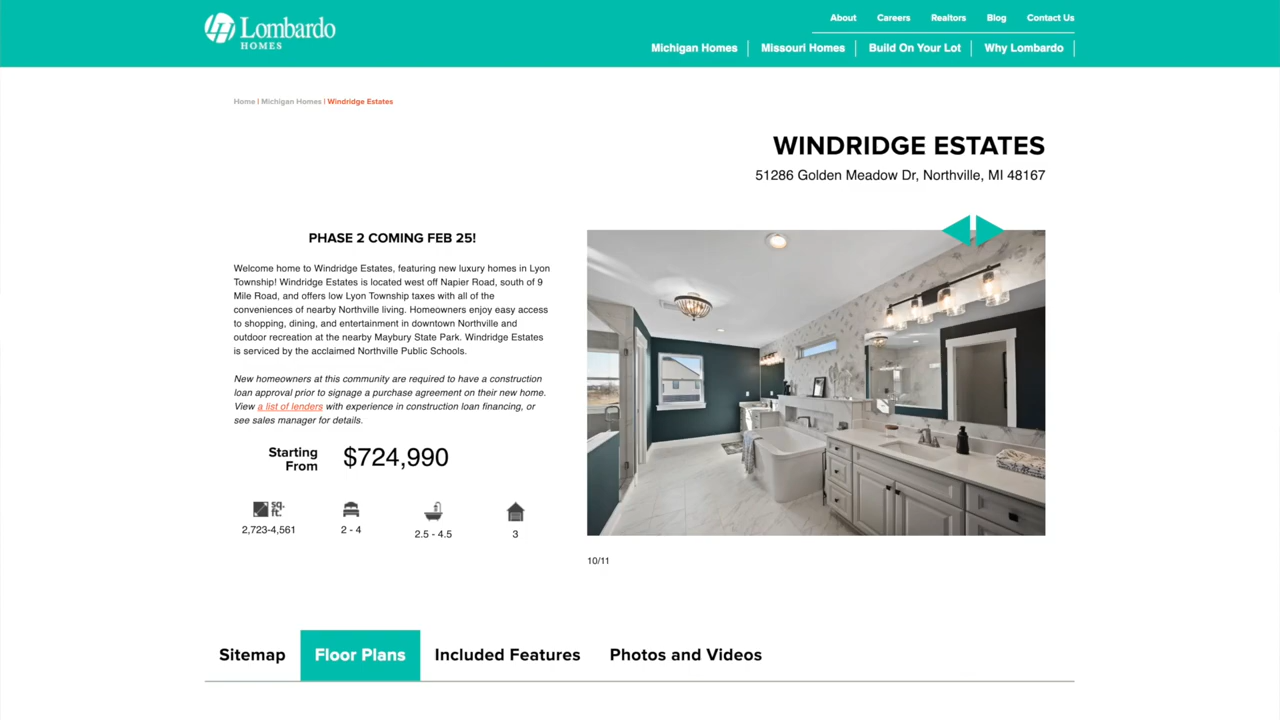 Lombardo
HOMES
About Careers Realtors Blog Contact Us
Michigan Homes Missouri Homes Build On Your Lot Why Lombardo
Home | Michigan Homes | Windridge Estates
WINDRIDGE ESTATES
51286 Golden Meadow Dr, Northville, MI 48167
PHASE 2 COMING FEB 25!
Welcome home to Windridge Estates, featuring new luxury homes in Lyon
Township! Windridge Estates is located west off Napier Road, south of 9
Mile Road, and offers low Lyon Township taxes with all of the
conveniences of nearby Northville living. Homeowners enjoy easy access
to shopping, dining, and entertainment in downtown Northville and
outdoor recreation at the nearby Maybury State Park. Windridge Estates
is serviced by the acclaimed Northville Public Schools.
New homeowners at this community are required to have a construction
loan approval prior to signage a purchase agreement on their new home.
View a list of lenders with experience in construction loan financing, or
see sales manager for details.
Starting
From
$724,990
sq.
ft.
2,723-4,561
2 - 4
2.5 - 4.5
3
10/11
Sitemap Floor Plans Included Features Photos and Videos